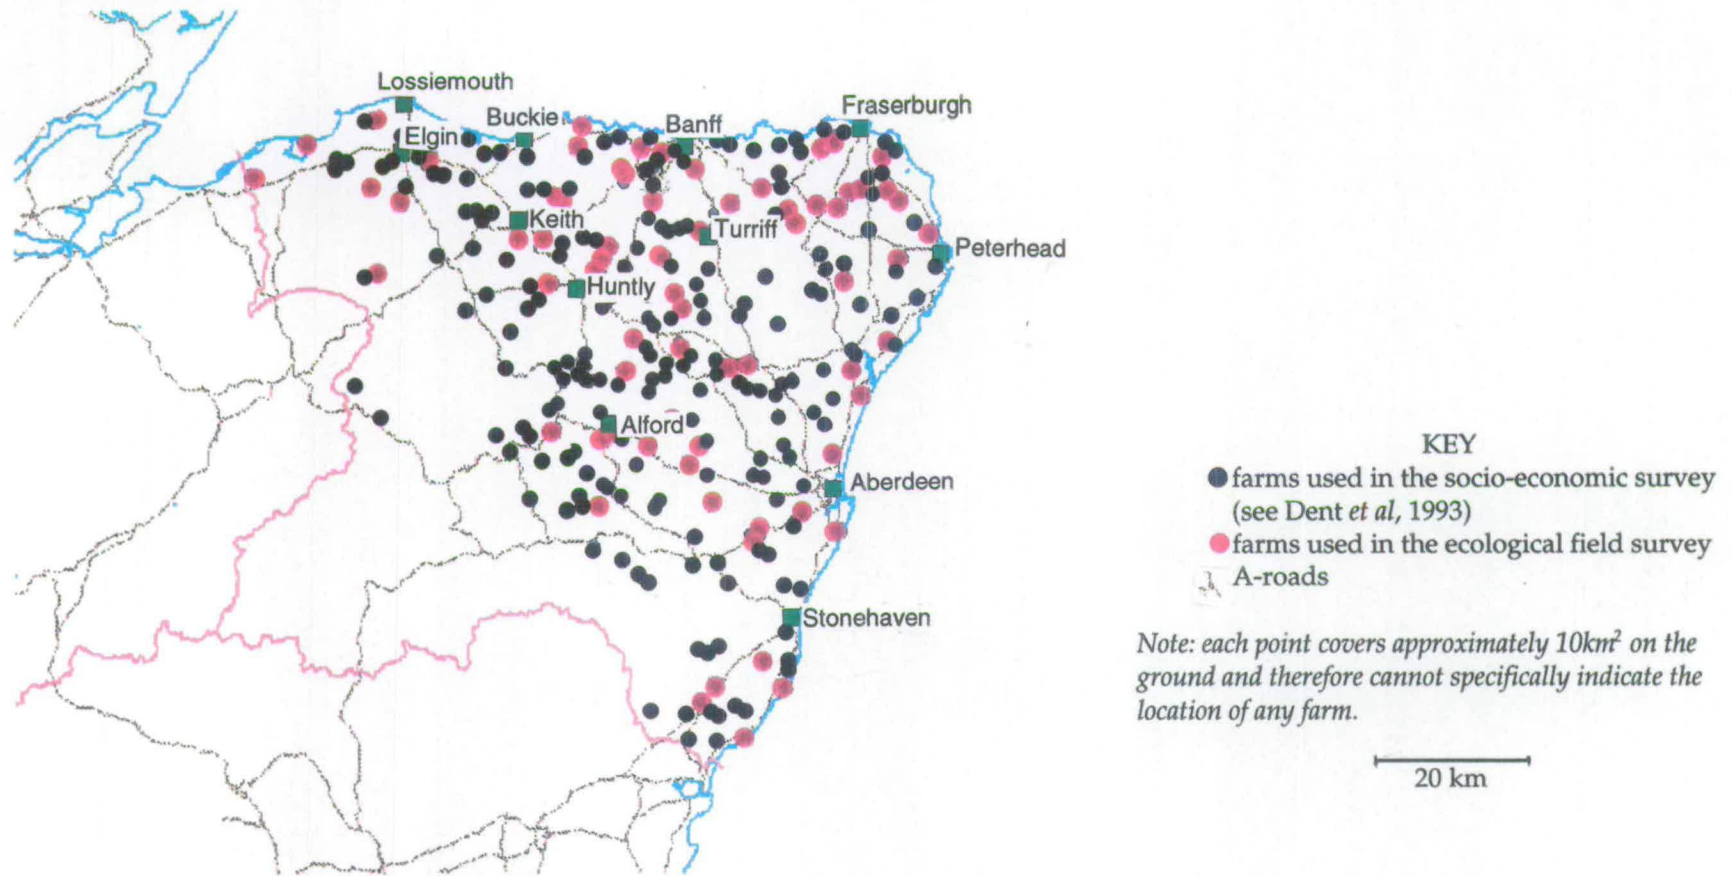 Lossiemouth
Fraserburgh
Buckie
Banff
Elgin
Keith
Turriff
Peterhead
Huntly
Alford
Aberdeen
Stonehaven
KEY
farms used in the socio-economic survey
(see Dent et al, 1993)
farms used in the ecological field survey
A-roads
Note: each point covers approximately 10km² on the
ground and therefore cannot specifically indicate the
location of any farm.
20 km